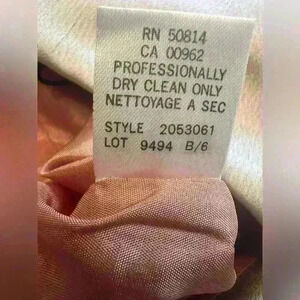 RN 50814
CA 00962
PROFESSIONALLY
DRY CLEAN ONLY
NETTOYAGE A SEC
STYLE 2053061
LOT 9494 B/6